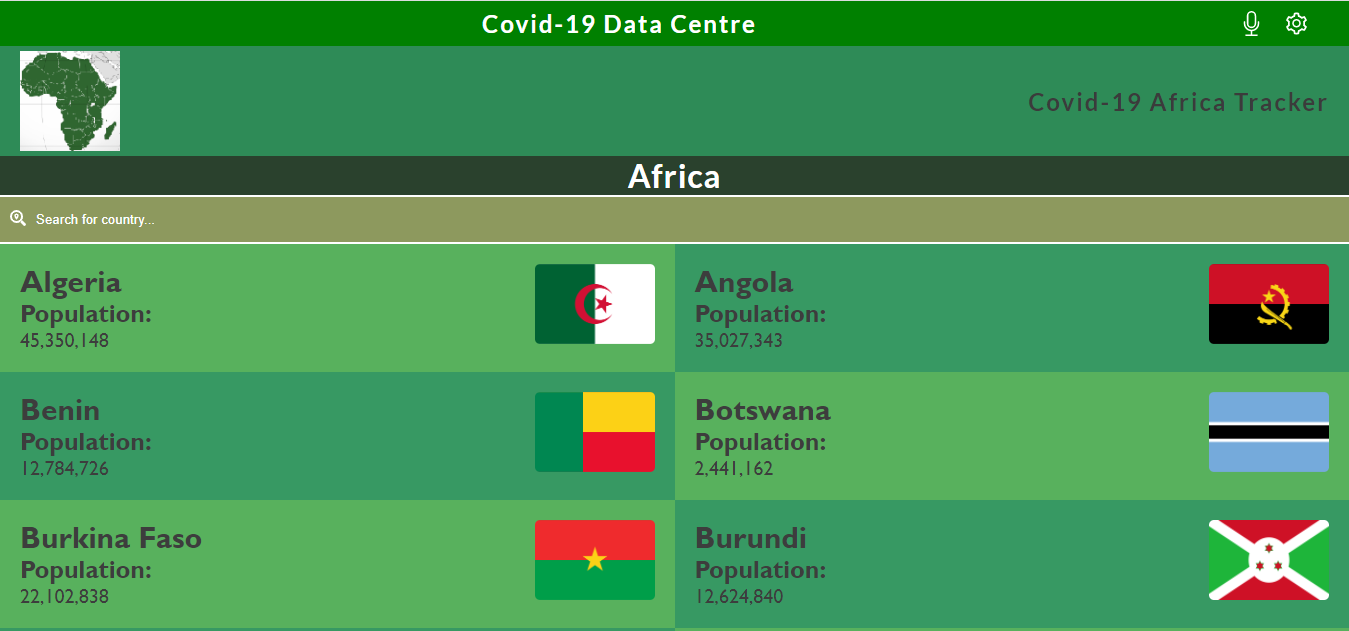 Covid-19 Data Centre
Covid-19 Africa Tracker
Africa
Search for country...
Algeria
Population:
45,350,148
Angola
Population:
35,027,343
Benin
Population:
12,784,726
Botswana
Population:
2,441,162
Burkina Faso
Population:
22,102,838
Burundi
Population:
12,624,840